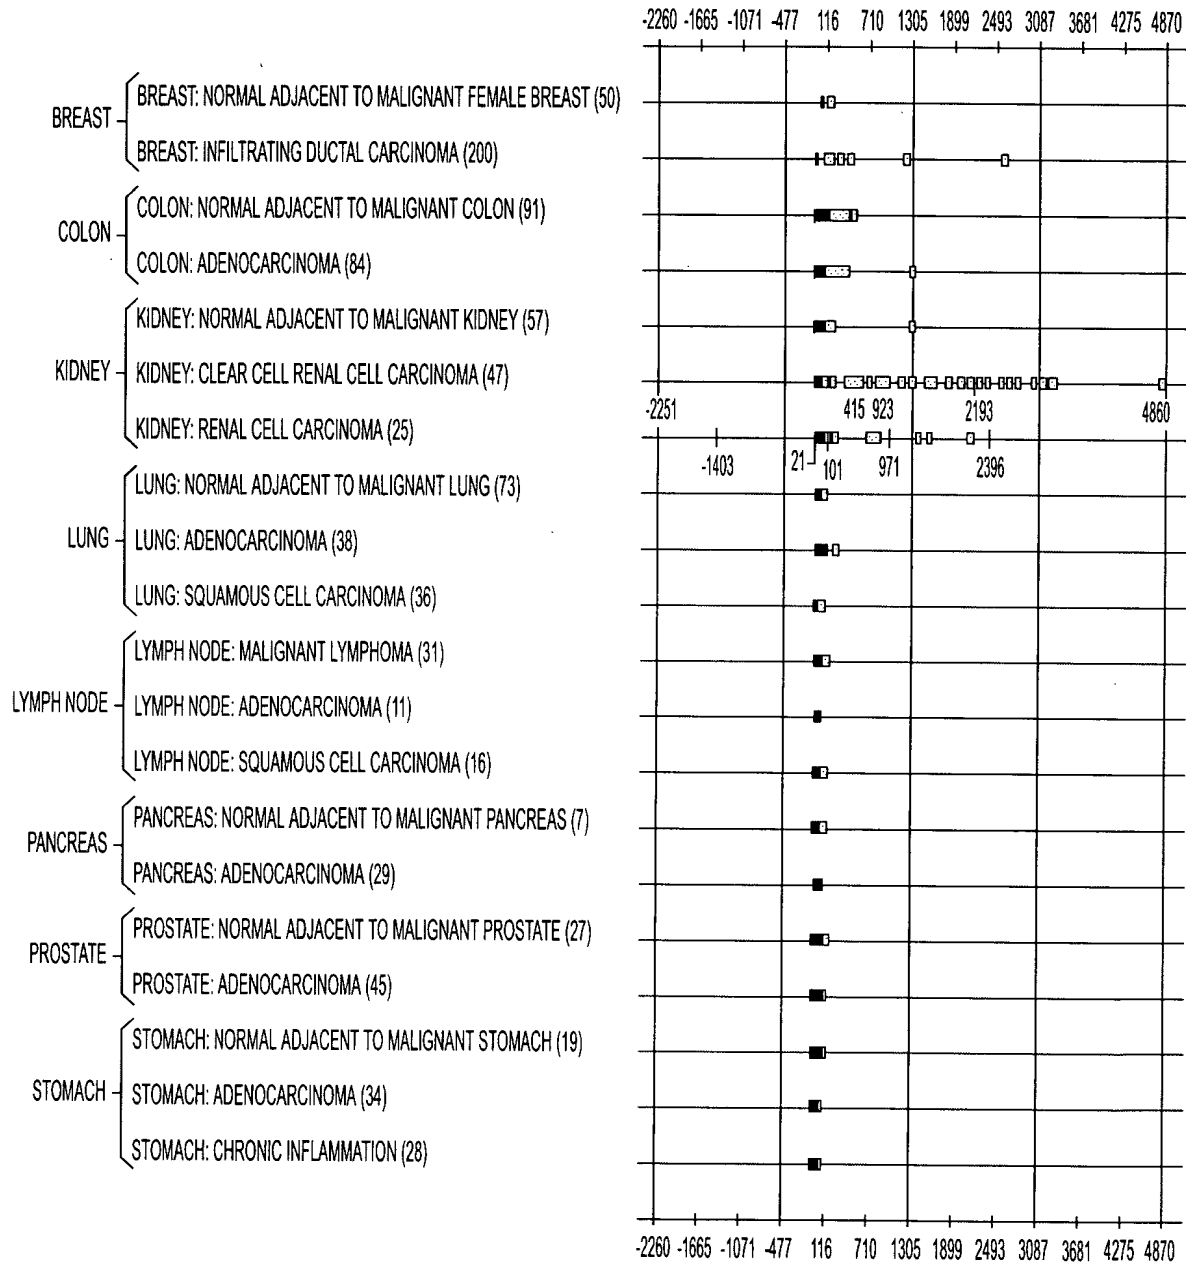 -2260 -1665 -1071 -477 116 710 1305 1899 2493 3087 3681 4275 4870
BREAST: NORMAL ADJACENT TO MALIGNANT FEMALE BREAST (50)
BREAST
BREAST: INFILTRATING DUCTAL CARCINOMA (200)
COLON: NORMAL ADJACENT TO MALIGNANT COLON (91)
COLON
COLON: ADENOCARCINOMA (84)
KIDNEY: NORMAL ADJACENT TO MALIGNANT KIDNEY (57)
KIDNEY
KIDNEY: CLEAR CELL RENAL CELL CARCINOMA (47)
-2251 415 923 2193 4860
KIDNEY: RENAL CELL CARCINOMA (25)
-1403 21 101 971 2396
LUNG: NORMAL ADJACENT TO MALIGNANT LUNG (73)
LUNG
LUNG: ADENOCARCINOMA (38)
LUNG: SQUAMOUS CELL CARCINOMA (36)
LYMPH NODE: MALIGNANT LYMPHOMA (31)
LYMPH NODE
LYMPH NODE: ADENOCARCINOMA (11)
LYMPH NODE: SQUAMOUS CELL CARCINOMA (16)
PANCREAS: NORMAL ADJACENT TO MALIGNANT PANCREAS (7)
PANCREAS
PANCREAS: ADENOCARCINOMA (29)
PROSTATE: NORMAL ADJACENT TO MALIGNANT PROSTATE (27)
PROSTATE
PROSTATE: ADENOCARCINOMA (45)
STOMACH: NORMAL ADJACENT TO MALIGNANT STOMACH (19)
STOMACH
STOMACH: ADENOCARCINOMA (34)
STOMACH: CHRONIC INFLAMMATION (28)
-2260 -1665 -1071 -477 116 710 1305 1899 2493 3087 3681 4275 4870